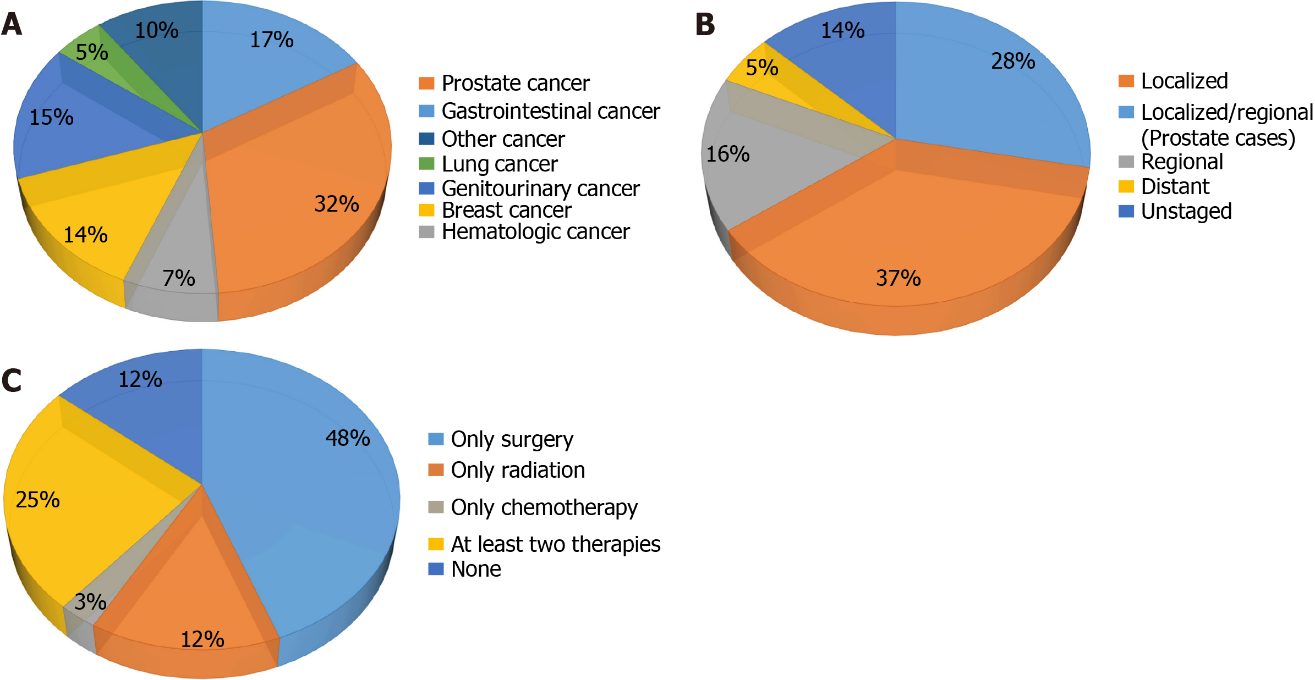 A
10%
17%
5%
15%
32%
14%
7%
Prostate cancer
Gastrointestinal cancer
Other cancer
Lung cancer
Genitourinary cancer
Breast cancer
Hematologic cancer
B
14%
28%
5%
16%
37%
Localized
Localized/regional
(Prostate cases)
Regional
Distant
Unstaged
C
12%
48%
25%
3%
12%
Only surgery
Only radiation
Only chemotherapy
At least two therapies
None